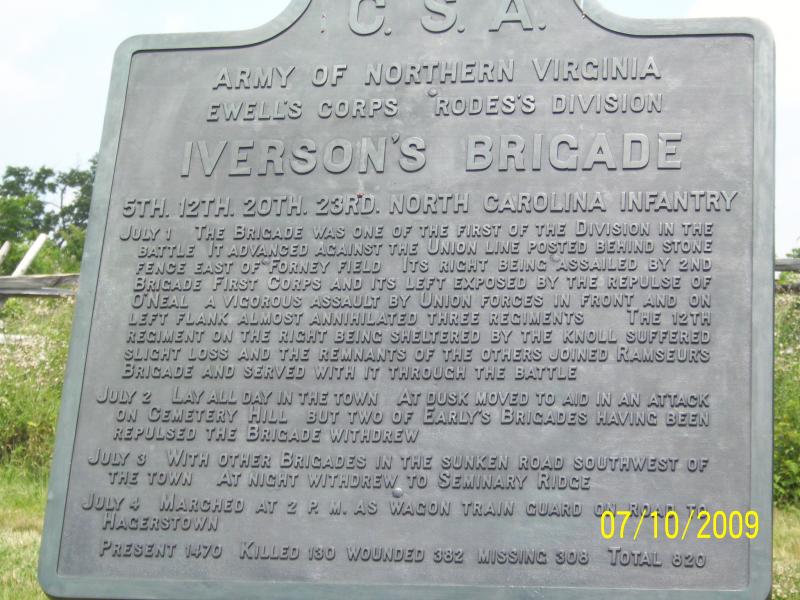 C. S. A.
ARMY OF NORTHERN VIRGINIA
EWELL'S CORPS RODES'S DIVISION
IVERSON'S BRIGADE
5TH. 12TH. 20TH. 23RD. NORTH CAROLINA INFANTRY
JULY 1 THE BRIGADE WAS ONE OF THE FIRST OF THE DIVISION IN THE
BATTLE IT ADVANCED AGAINST THE UNION LINE POSTED BEHIND STONE
FENCE EAST OF FORNEY FIELD ITS RIGHT BEING ASSAILED BY 2ND
BRIGADE FIRST CORPS AND ITS LEFT EXPOSED BY THE REPULSE OF
O'NEAL A VIGOROUS ASSAULT BY UNION FORCES IN FRONT AND ON
LEFT FLANK ALMOST ANNIHILATED THREE REGIMENTS THE 12TH
REGIMENT ON THE RIGHT BEING SHELTERED BY THE KNOLL SUFFERED
SLIGHT LOSS AND THE REMNANTS OF THE OTHERS JOINED RAMSEUR'S
BRIGADE AND SERVED WITH IT THROUGH THE BATTLE
JULY 2 LAY ALL DAY IN THE TOWN AT DUSK MOVED TO AID IN AN ATTACK
ON CEMETERY HILL BUT TWO OF EARLY'S BRIGADES HAVING BEEN
REPULSED THE BRIGADE WITHDREW
JULY 3 WITH OTHER BRIGADES IN THE SUNKEN ROAD SOUTHWEST OF
THE TOWN AT NIGHT WITHDREW TO SEMINARY RIDGE
JULY 4 MARCHED AT 2 P. M. AS WAGON TRAIN GUARD ON ROAD TO
HAGERSTOWN
PRESENT 1470 KILLED 130 WOUNDED 382 MISSING 308 TOTAL 820
07/10/2009